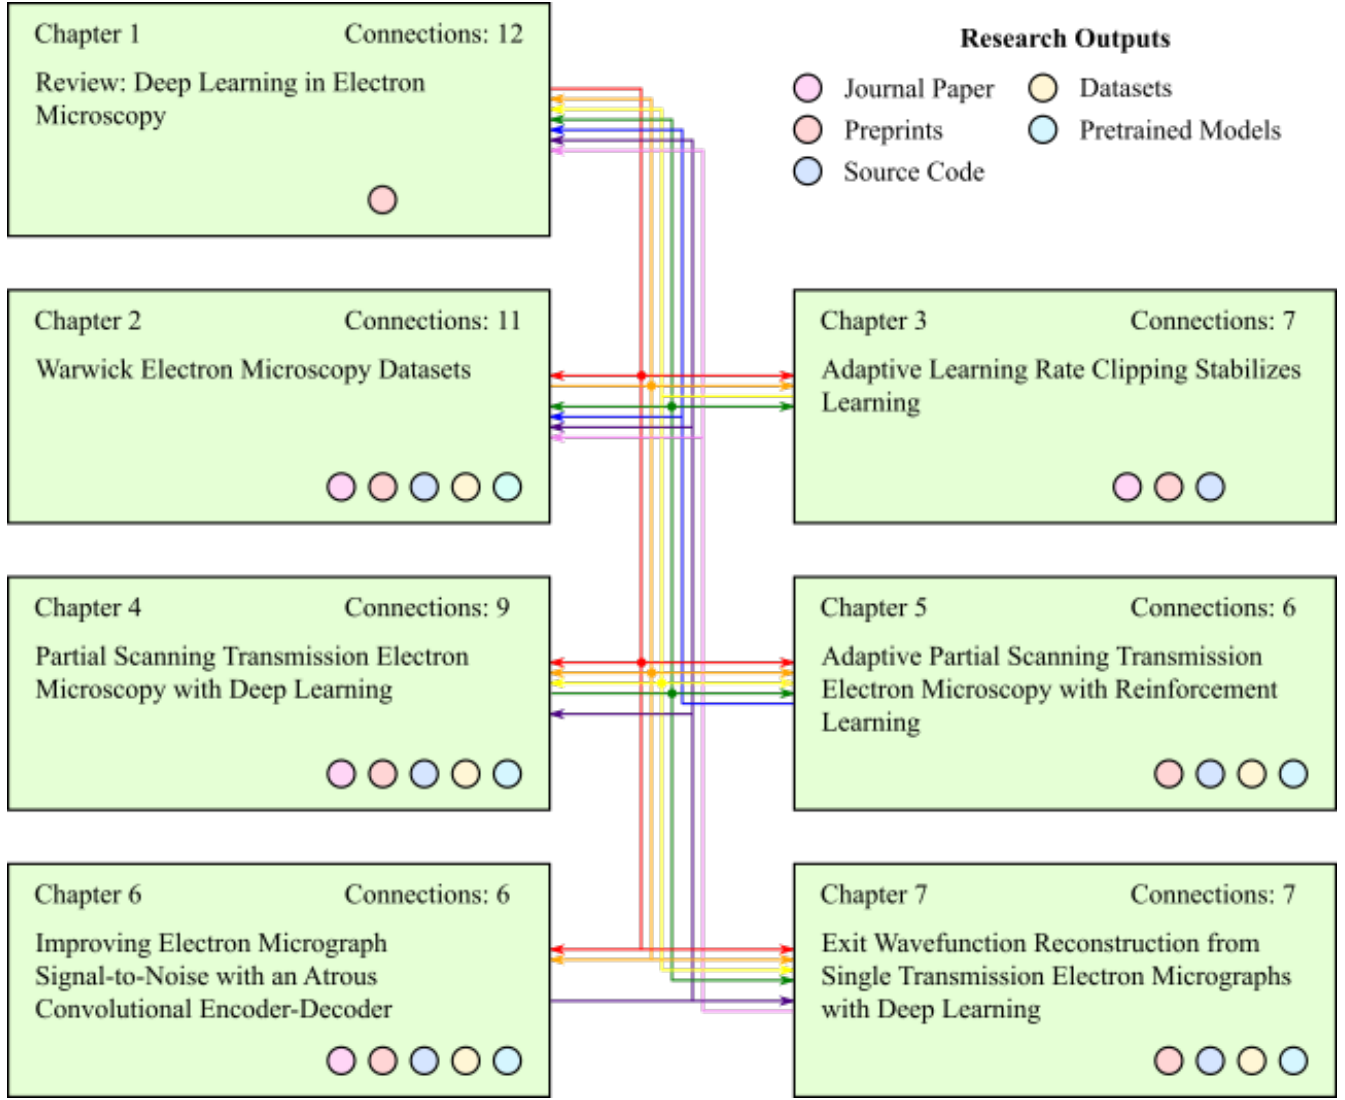 Chapter 1 Connections: 12
Review: Deep Learning in Electron
Microscopy
Research Outputs
Journal Paper Datasets
Preprints Pretrained Models
Source Code
Chapter 2 Connections: 11
Warwick Electron Microscopy Datasets
Chapter 3 Connections: 7
Adaptive Learning Rate Clipping Stabilizes
Learning
Chapter 4 Connections: 9
Partial Scanning Transmission Electron
Microscopy with Deep Learning
Chapter 5 Connections: 6
Adaptive Partial Scanning Transmission
Electron Microscopy with Reinforcement
Learning
Chapter 6 Connections: 6
Improving Electron Micrograph
Signal-to-Noise with an Atrous
Convolutional Encoder-Decoder
Chapter 7 Connections: 7
Exit Wavefunction Reconstruction from
Single Transmission Electron Micrographs
with Deep Learning